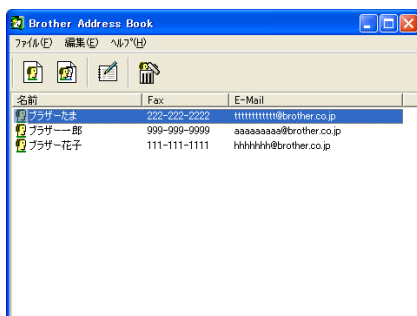 Brother Address Book
ファイル(F) 編集(E) ヘルプ(H)
名前 Fax E-Mail
ブラザーたま 222-222-2222 tttttttttttt@brother.co.jp
ブラザー一郎 999-999-9999 aaaaaaaaa@brother.co.jp
ブラザー花子 111-111-1111 hhhhhhh@brother.co.jp